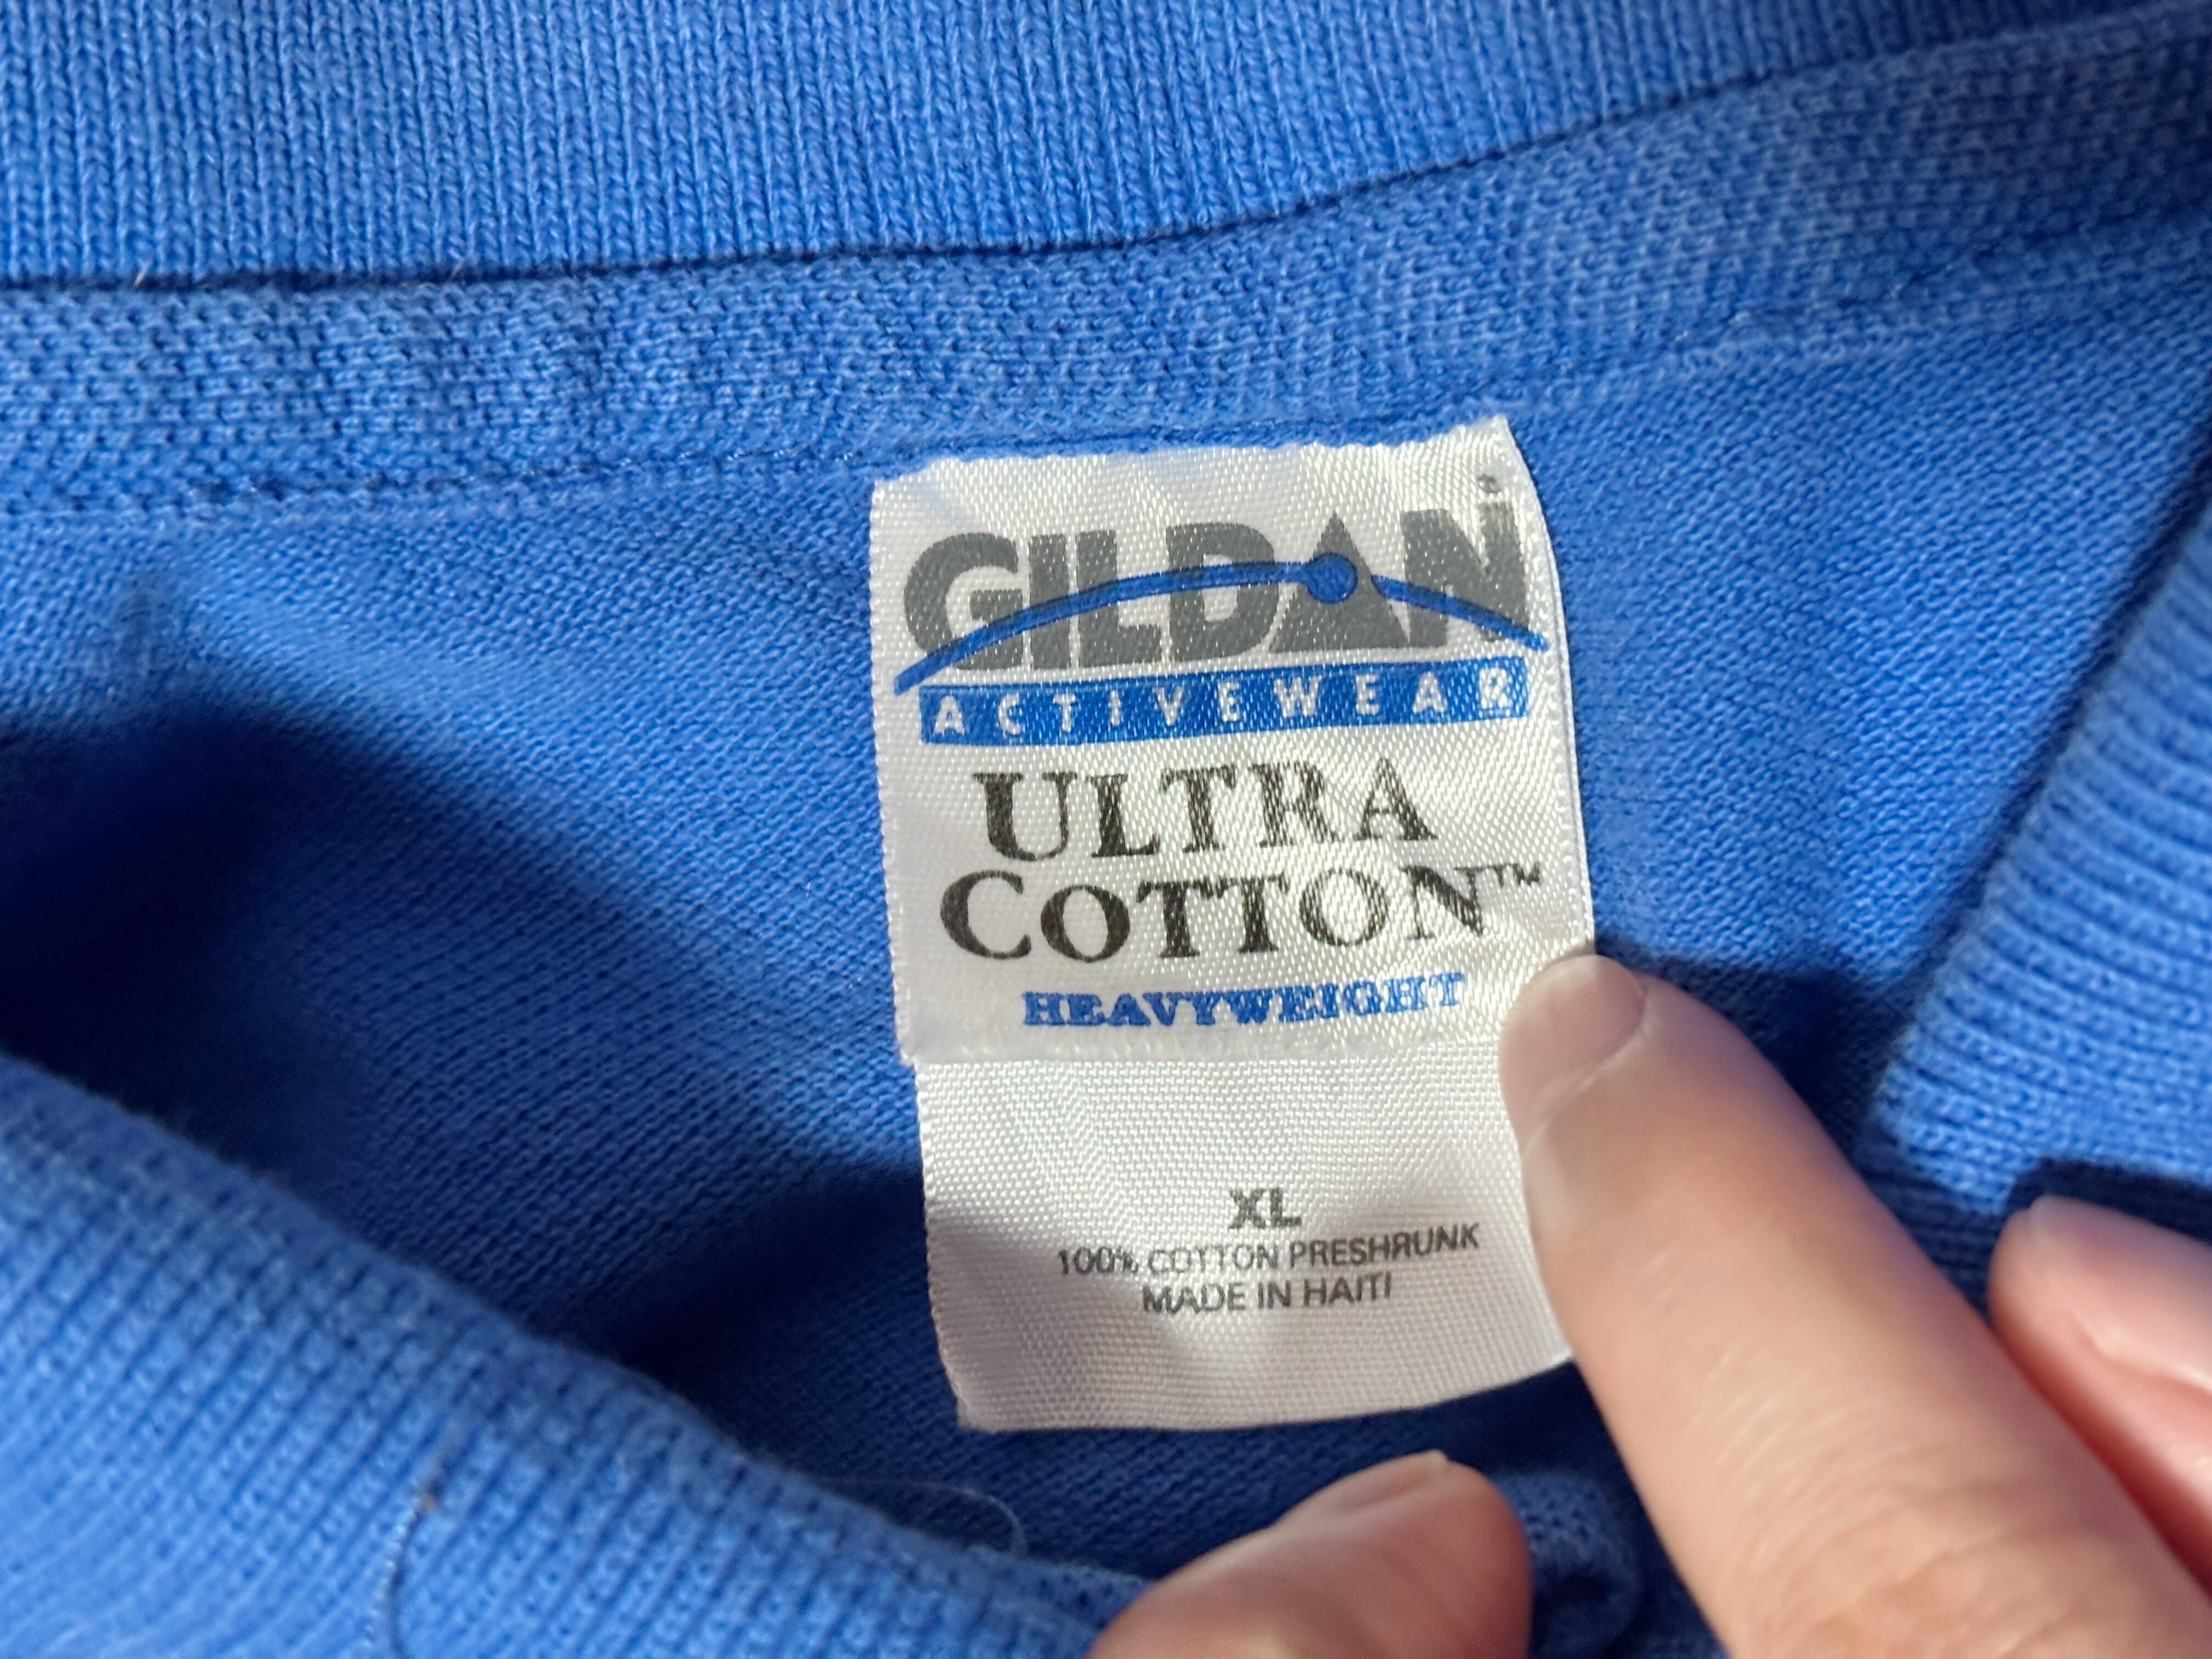 GILDAN®
ACTIVEWEAR
ULTRA
COTTON™
HEAVYWEIGHT
XL
100% COTTON PRESHRUNK
MADE IN HAITI